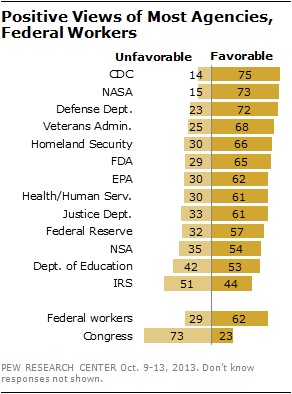 Positive Views of Most Agencies,
Federal Workers
Unfavorable Favorable
CDC 14 75
NASA 15 73
Defense Dept. 23 72
Veterans Admin. 25 68
Homeland Security 30 66
FDA 29 65
EPA 30 62
Health/Human Serv. 30 61
Justice Dept. 33 61
Federal Reserve 32 57
NSA 35 54
Dept. of Education 42 53
IRS 51 44
Federal workers 29 62
Congress 73 23
PEW RESEARCH CENTER Oct. 9-13, 2013. Don't know
responses not shown.